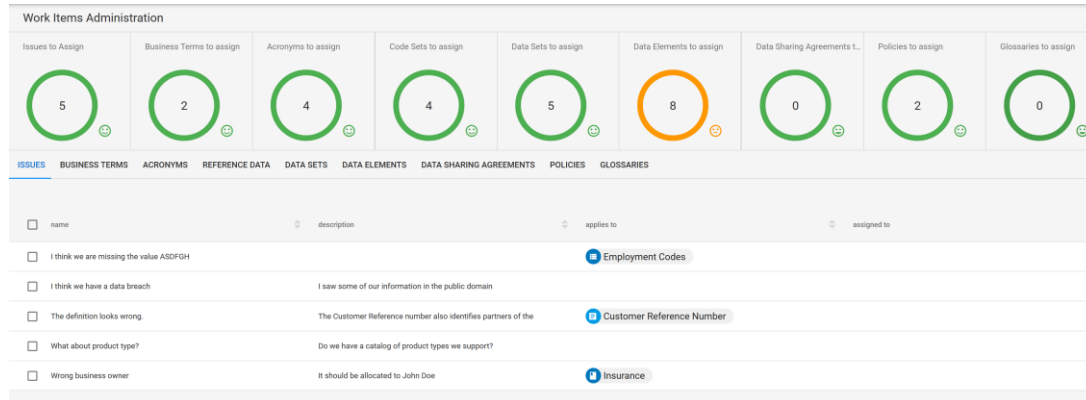 Work Items Administration
Issues to Assign Business Terms to assign Acronyms to assign Code Sets to assign Data Sets to assign Data Elements to assign Data Sharing Agreements t... Policies to assign Glossaries to assign
5 2 4 4 5 8 0 2 0
ISSUES BUSINESS TERMS ACRONYMS REFERENCE DATA DATA SETS DATA ELEMENTS DATA SHARING AGREEMENTS POLICIES GLOSSARIES
name description applies to assigned to
I think we are missing the value ASDFGH Employment Codes
I think we have a data breach I saw some of our information in the public domain
The definition looks wrong. The Customer Reference number also identifies partners of the Customer Reference Number
What about product type? Do we have a catalog of product types we support?
Wrong business owner It should be allocated to John Doe Insurance